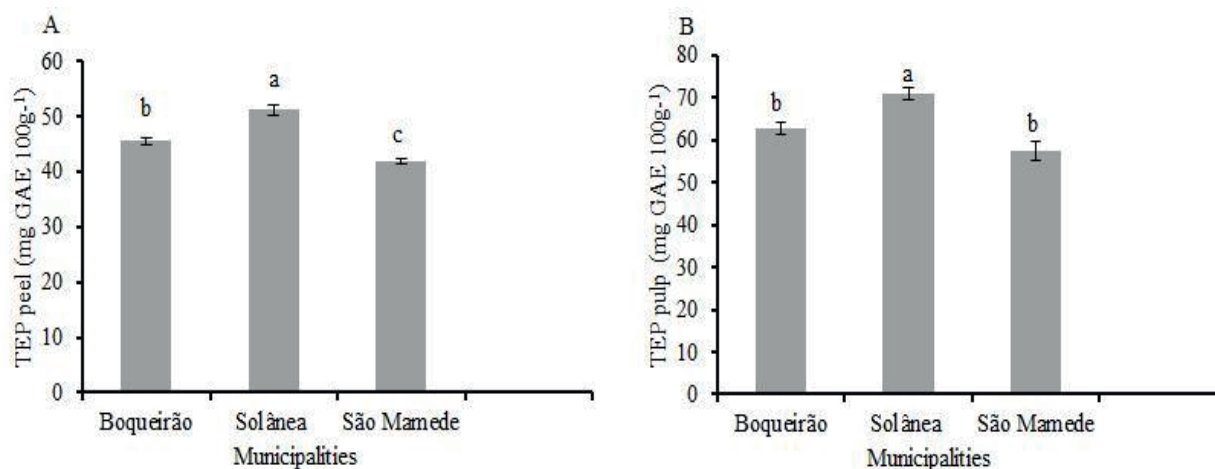 A
TEP peel (mg GAE 100g-¹)
60
50
40
30
20
10
0
b
a
c
Boqueirão Solânea São Mamede
Municipalities
B
TEP pulp (mg GAE 100g-¹)
80
70
60
50
40
30
20
10
0
b
a
b
Boqueirão Solânea São Mamede
Municipalities